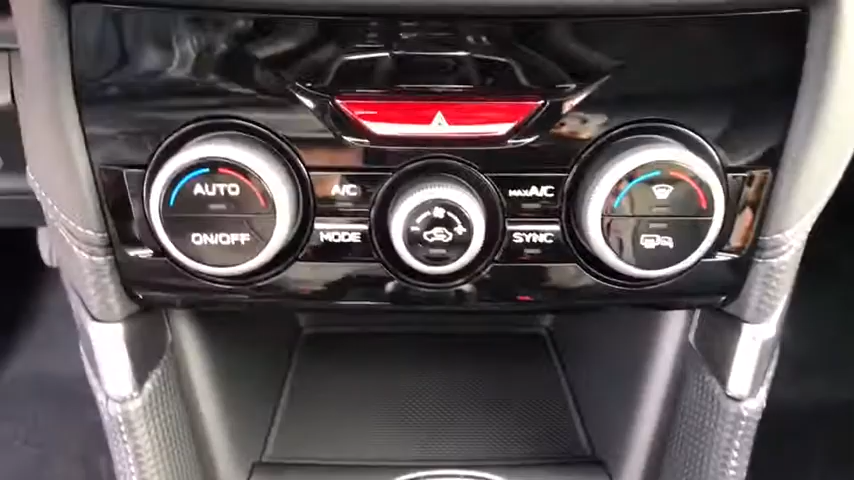 AUTO
ON/OFF
A/C
MODE
MAX A/C
SYNC